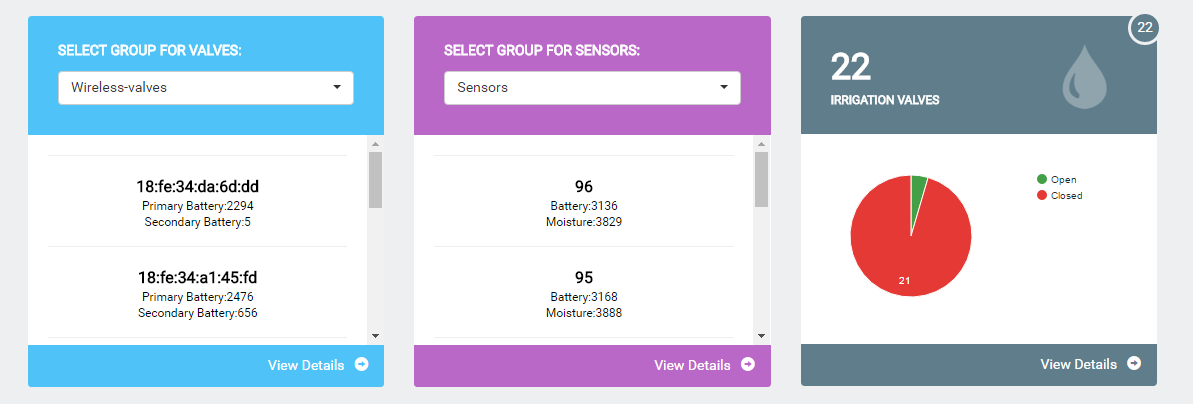 SELECT GROUP FOR VALVES:
Wireless-valves
18:fe:34:da:6d:dd
Primary Battery:2294
Secondary Battery:5
18:fe:34:a1:45:fd
Primary Battery:2476
Secondary Battery:656
View Details
SELECT GROUP FOR SENSORS:
Sensors
96
Battery:3136
Moisture:3829
95
Battery:3168
Moisture:3888
View Details
22
22
IRRIGATION VALVES
Open
Closed
21
View Details